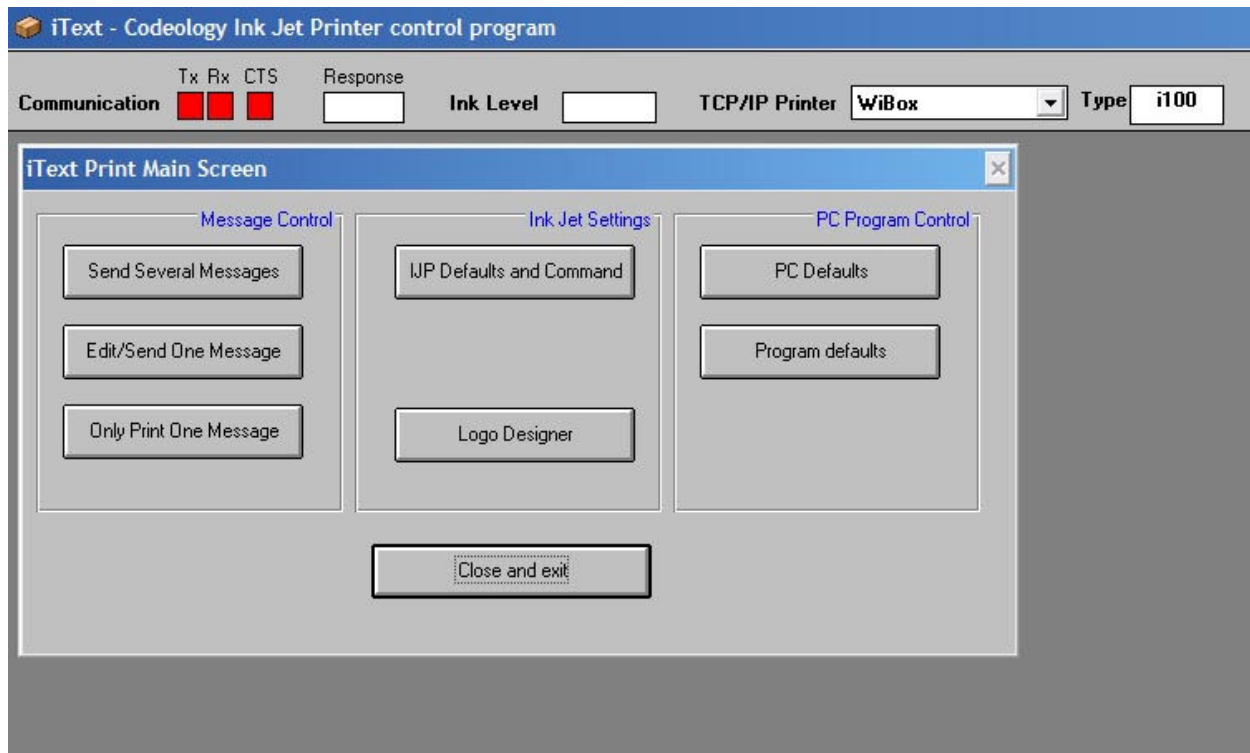 iText - Codeology Ink Jet Printer control program
Tx Rx CTS Response
Communication Ink Level TCP/IP Printer WiBox Type i100
iText Print Main Screen
Message Control Ink Jet Settings PC Program Control
Send Several Messages IJP Defaults and Command PC Defaults
Edit/Send One Message Program defaults
Only Print One Message Logo Designer
Close and exit